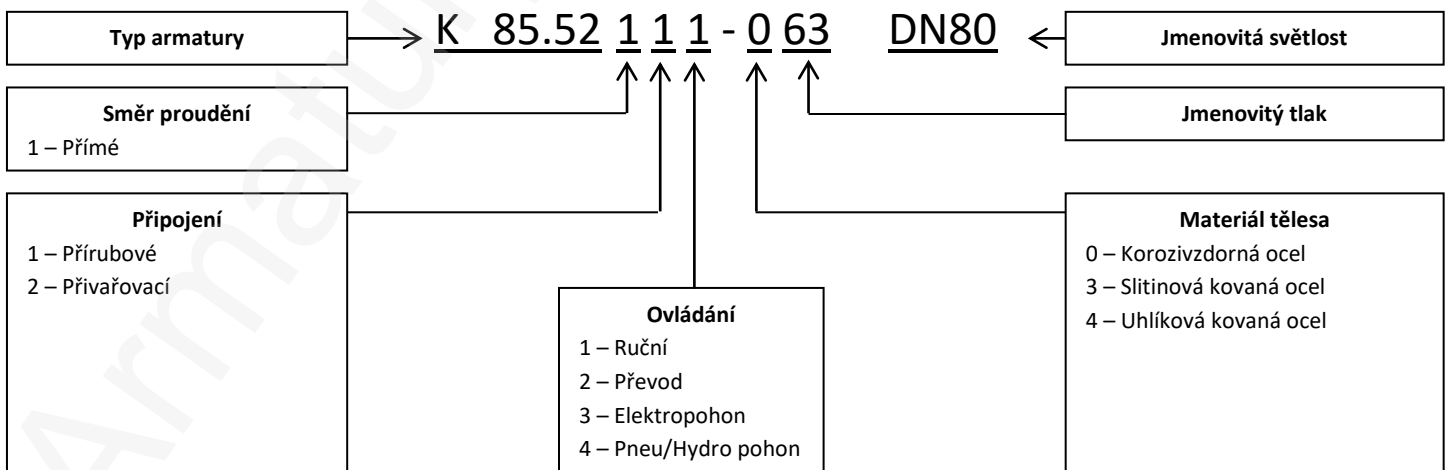 Typ armatury
K 85.52 1 1 1 - 0 63 DN80
Jmenovitá světlost
Směr proudění
1 – Přímé
Jmenovitý tlak
Připojení
1 – Přírubové
2 – Přivařovací
Ovládání
1 – Ruční
2 – Převod
3 – Elektropohon
4 – Pneu/Hydro pohon
Materiál tělesa
0 – Korozivzdorná ocel
3 – Slitinová kovaná ocel
4 – Uhlíková kovaná ocel
Armatu